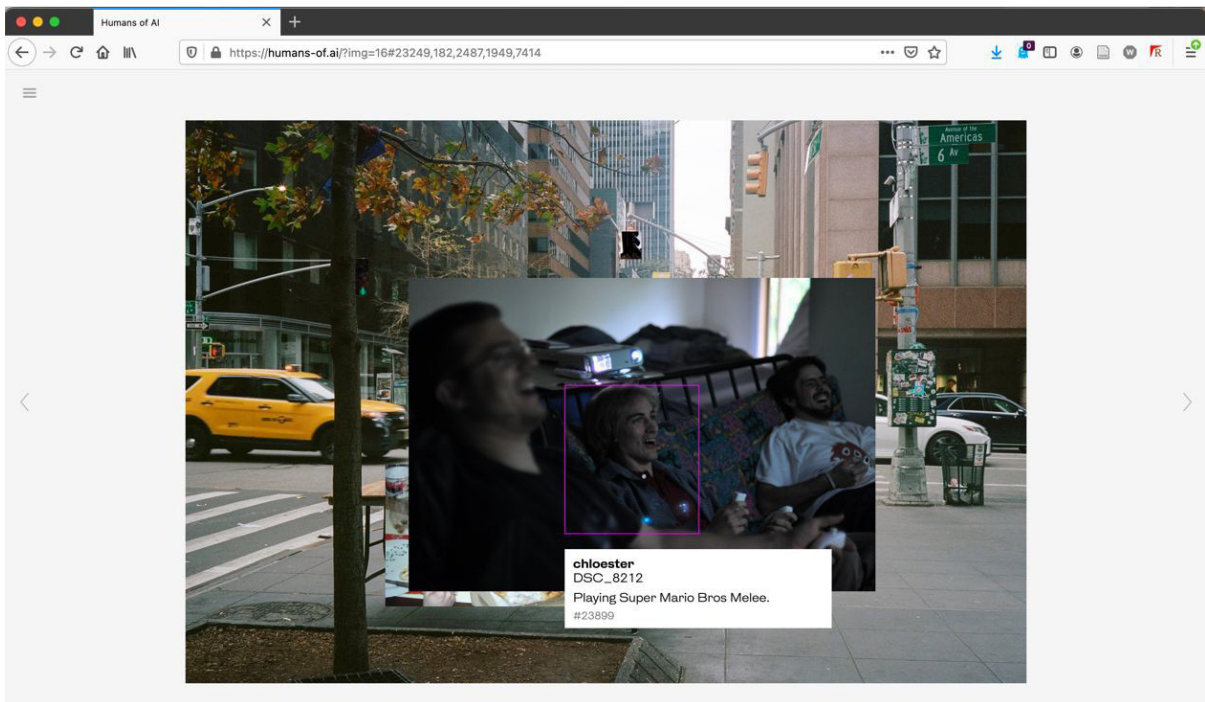 Humans of AI
https://humans-of.ai/?img=16#23249,182,2487,1949,7414
0
W
R
Avenue of the
Americas
6 Av
chloester
DSC_8212
Playing Super Mario Bros Melee.
#23899